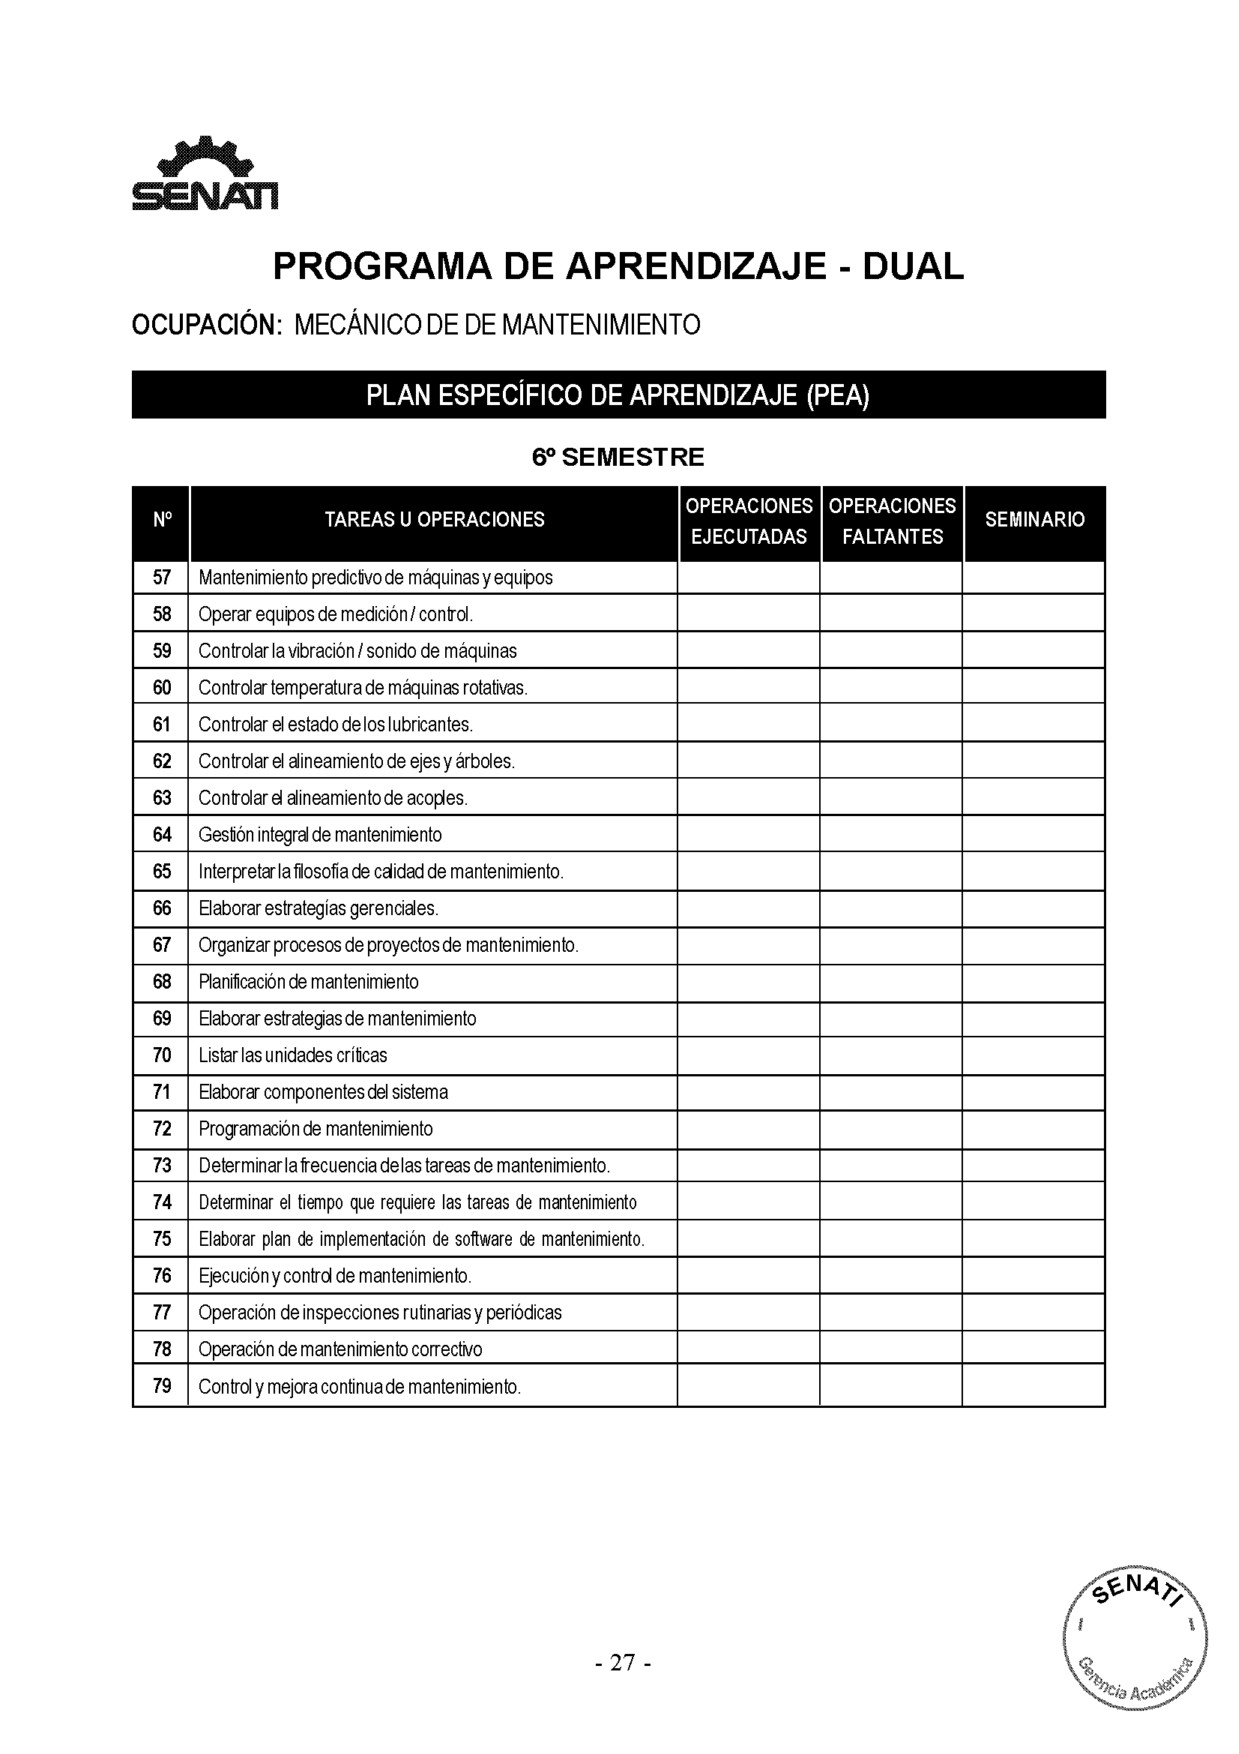 SENATI
PROGRAMA DE APRENDIZAJE - DUAL
OCUPACIÓN: MECÁNICO DE DE MANTENIMIENTO
PLAN ESPECÍFICO DE APRENDIZAJE (PEA)
6º SEMESTRE
Nº TAREAS U OPERACIONES OPERACIONES EJECUTADAS OPERACIONES FALTANTES SEMINARIO
57 Mantenimiento predictivo de máquinas y equipos
58 Operar equipos de medición / control.
59 Controlar la vibración / sonido de máquinas
60 Controlar temperatura de máquinas rotativas.
61 Controlar el estado de los lubricantes.
62 Controlar el alineamiento de ejes y árboles.
63 Controlar el alineamiento de acoples.
64 Gestión integral de mantenimiento
65 Interpretar la filosofía de calidad de mantenimiento.
66 Elaborar estrategías gerenciales.
67 Organizar procesos de proyectos de mantenimiento.
68 Planificación de mantenimiento
69 Elaborar estrategias de mantenimiento
70 Listar las unidades críticas
71 Elaborar componentes del sistema
72 Programación de mantenimiento
73 Determinar la frecuencia de las tareas de mantenimiento.
74 Determinar el tiempo que requiere las tareas de mantenimiento
75 Elaborar plan de implementación de software de mantenimiento.
76 Ejecución y control de mantenimiento.
77 Operación de inspecciones rutinarias y periódicas
78 Operación de mantenimiento correctivo
79 Control y mejora continua de mantenimiento.
SENATI
Gerencia Académica
- 27 -